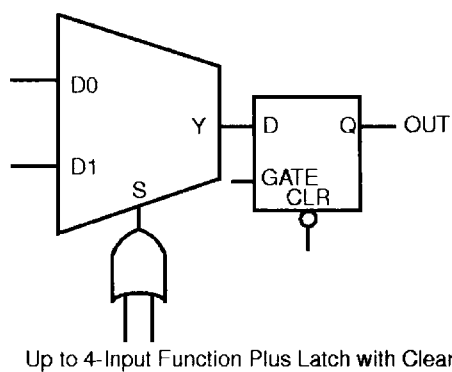 D0
Y
D
Q
OUT
D1
GATE
S
CLR
Up to 4-Input Function Plus Latch with Clear